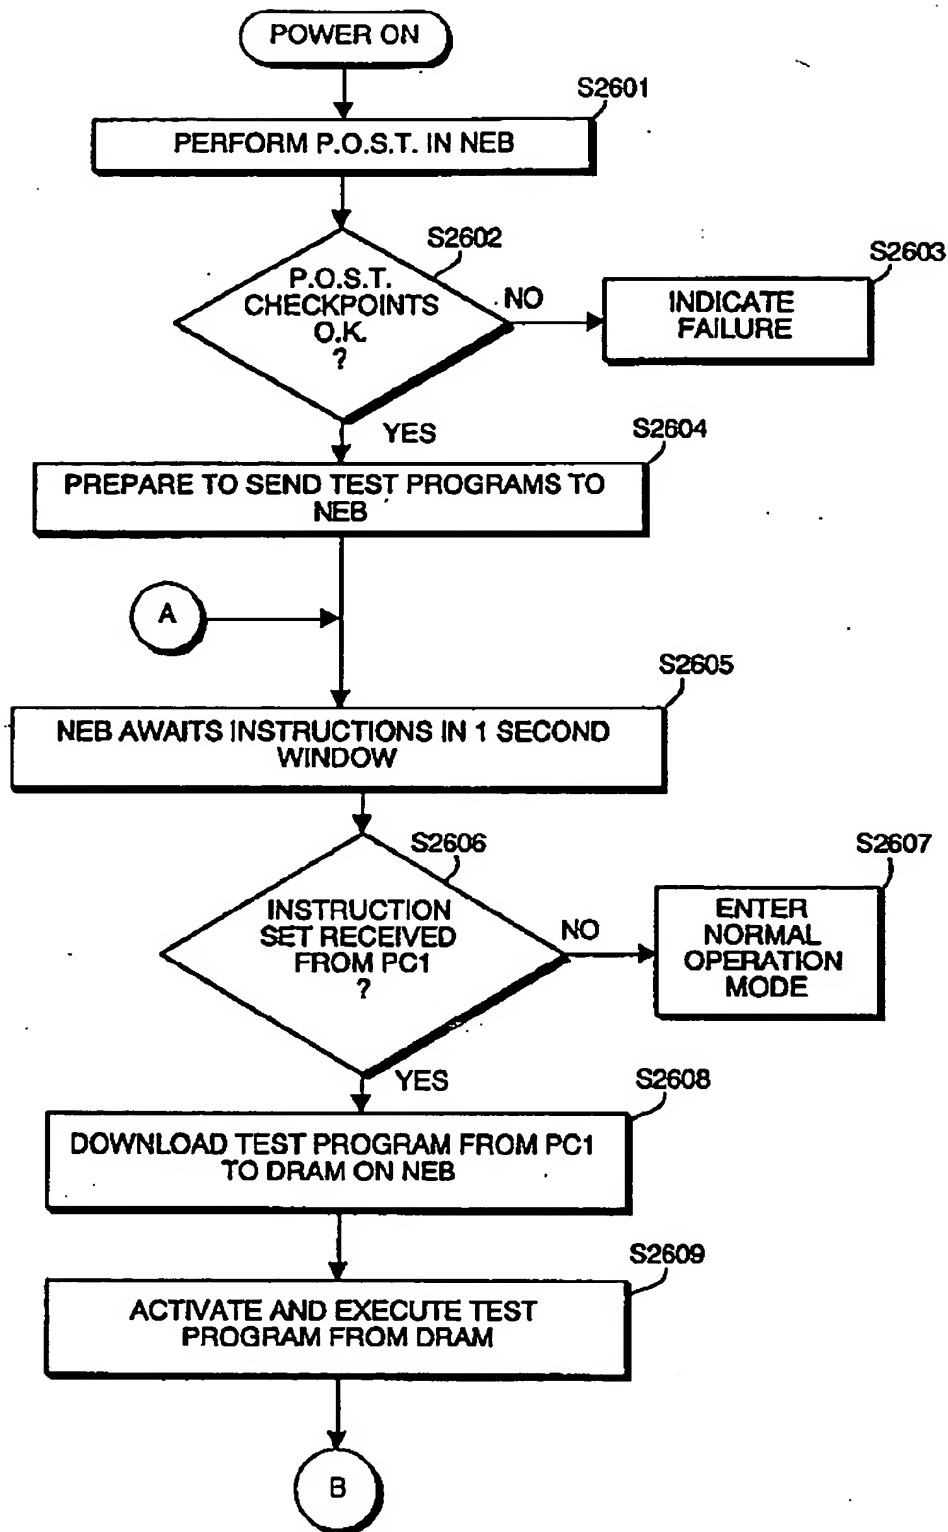 POWER ON
S2601
PERFORM P.O.S.T. IN NEB
S2602
P.O.S.T.
CHECKPOINTS
O.K.
?
NO
S2603
INDICATE
FAILURE
YES
S2604
PREPARE TO SEND TEST PROGRAMS TO
NEB
A
S2605
NEB AWAITS INSTRUCTIONS IN 1 SECOND
WINDOW
S2606
INSTRUCTION
SET RECEIVED
FROM PC1
?
NO
S2607
ENTER
NORMAL
OPERATION
MODE
YES
S2608
DOWNLOAD TEST PROGRAM FROM PC1
TO DRAM ON NEB
S2609
ACTIVATE AND EXECUTE TEST
PROGRAM FROM DRAM
B